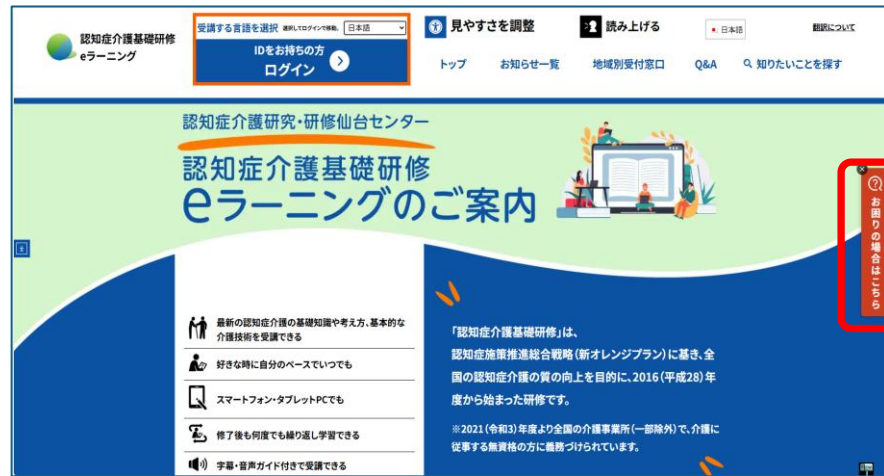 認知症介護基礎研修
eラーニング
受講する言語を選択 選択してログインで移動。 日本語
IDをお持ちの方
ログイン
見やすさを調整
読み上げる
日本語
翻訳について
トップ
お知らせ一覧
地域別受付窓口
Q&A
知りたいことを探す
認知症介護研究・研修仙台センター
認知症介護基礎研修
eラーニングのご案内
お困りの場合はこちら
最新の認知症介護の基礎知識や考え方、基本的な
介護技術を受講できる
好きな時に自分のペースでいつでも
スマートフォン・タブレットPCでも
修了後も何度でも繰り返し学習できる
字幕・音声ガイド付きで受講できる
「認知症介護基礎研修」は、
認知症施策推進総合戦略(新オレンジプラン)に基き、全
国の認知症介護の質の向上を目的に、2016(平成28)年
度から始まった研修です。
※2021(令和3)年度より全国の介護事業所(一部除外)で、介護に
従事する無資格の方に義務づけられています。